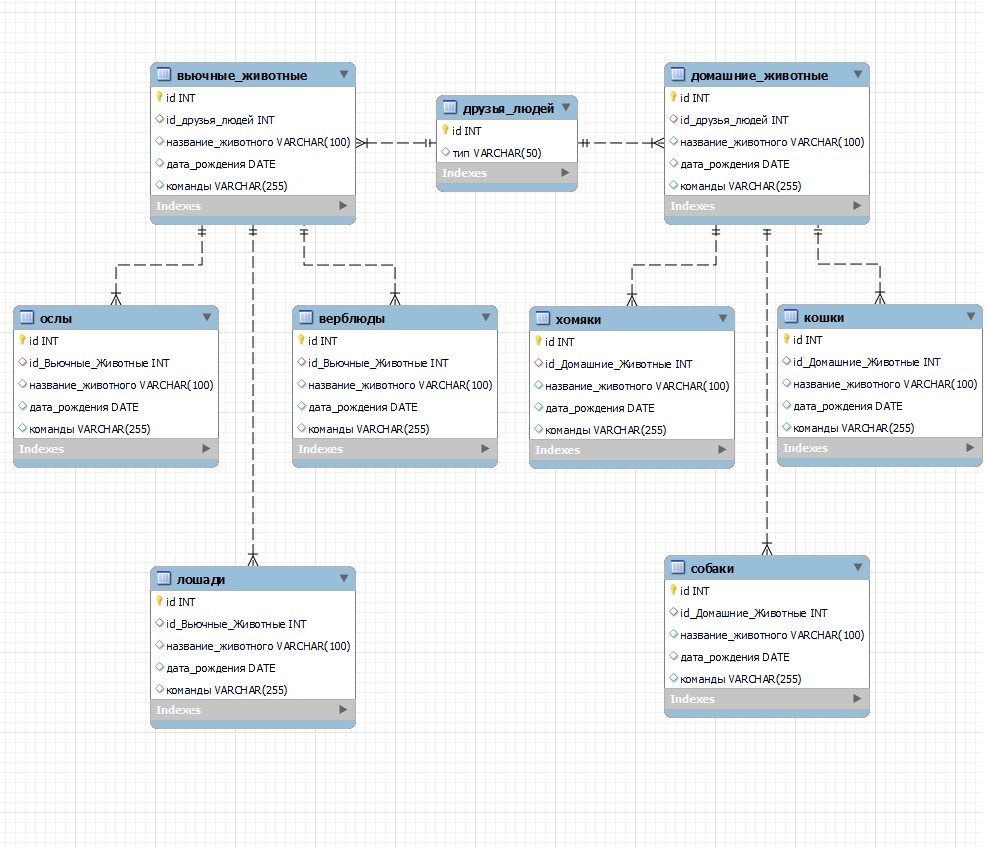 вьючные_животные
id INT
id_друзья_людей INT
название_животного VARCHAR(100)
дата_рождения DATE
команды VARCHAR(255)
Indexes
друзья_людей
id INT
тип VARCHAR(50)
Indexes
домашние_животные
id INT
id_друзья_людей INT
название_животного VARCHAR(100)
дата_рождения DATE
команды VARCHAR(255)
Indexes
ослы
id INT
id_Вьючные_Животные INT
название_животного VARCHAR(100)
дата_рождения DATE
команды VARCHAR(255)
Indexes
верблюды
id INT
id_Вьючные_Животные INT
название_животного VARCHAR(100)
дата_рождения DATE
команды VARCHAR(255)
Indexes
хомяки
id INT
id_Домашние_Животные INT
название_животного VARCHAR(100)
дата_рождения DATE
команды VARCHAR(255)
Indexes
кошки
id INT
id_Домашние_Животные INT
название_животного VARCHAR(100)
дата_рождения DATE
команды VARCHAR(255)
Indexes
лошади
id INT
id_Вьючные_Животные INT
название_животного VARCHAR(100)
дата_рождения DATE
команды VARCHAR(255)
Indexes
собаки
id INT
id_Домашние_Животные INT
название_животного VARCHAR(100)
дата_рождения DATE
команды VARCHAR(255)
Indexes